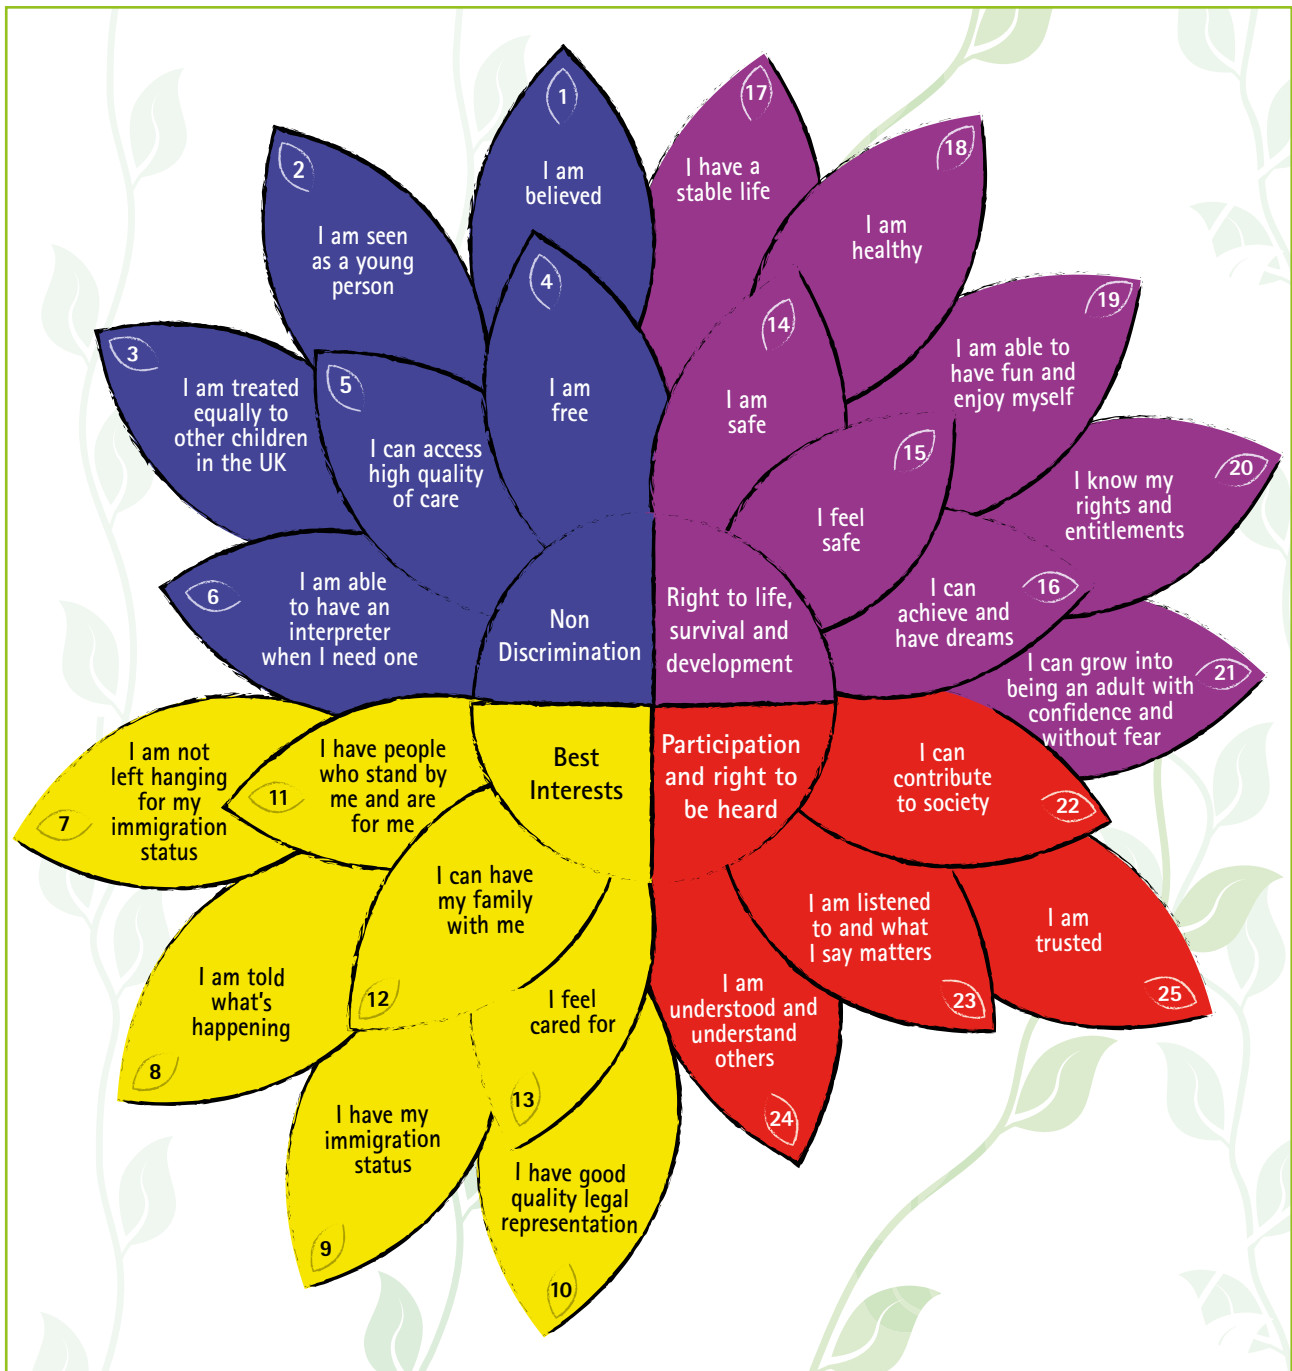 1
I am
believed
2
I am seen
as a young
person
3
I am treated
equally to
other children
in the UK
4
I am
free
5
I can access
high quality
of care
6
I am able
to have an
interpreter
when I need one
Non
Discrimination
17
I have a
stable life
18
I am
healthy
19
I am able to
have fun and
enjoy myself
14
I am
safe
15
I feel
safe
20
I know my
rights and
entitlements
16
I can
achieve and
have dreams
21
I can grow into
being an adult with
confidence and
without fear
Right to life,
survival and
development
Best
Interests
7
I am not
left hanging
for my
immigration
status
11
I have people
who stand by
me and are
for me
12
I can have
my family
with me
8
I am told
what's
happening
13
I feel
cared for
9
I have my
immigration
status
10
I have good
quality legal
representation
Participation
and right to
be heard
22
I can
contribute
to society
23
I am listened
to and what
I say matters
25
I am
trusted
24
I am
understood and
understand
others